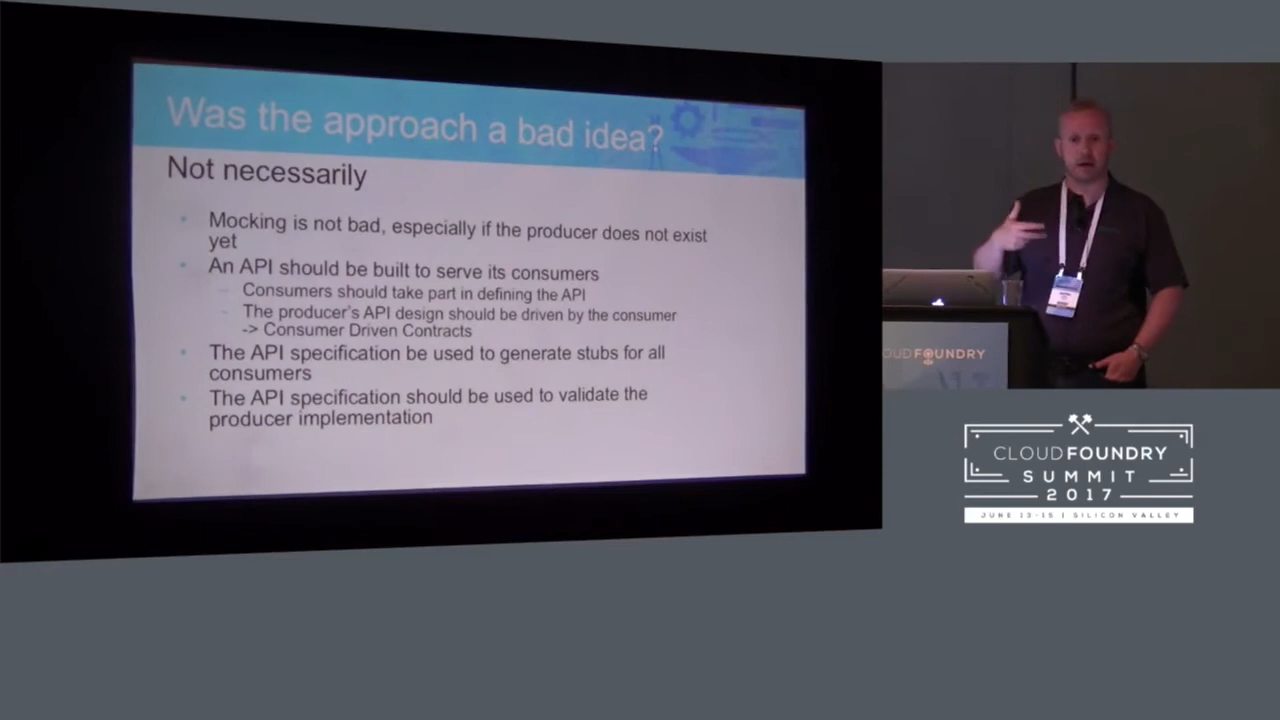 Was the approach a bad idea?
Not necessarily
Mocking is not bad, especially if the producer does not exist
yet
An API should be built to serve its consumers
Consumers should take part in defining the API
The producer's API design should be driven by the consumer
-> Consumer Driven Contracts
The API specification be used to generate stubs for all
consumers
The API specification should be used to validate the
producer implementation
OUD FOUNDRY
CLOUD FOUNDRY
SUMMIT
2017
JUNE 13-15 | SILICON VALLEY